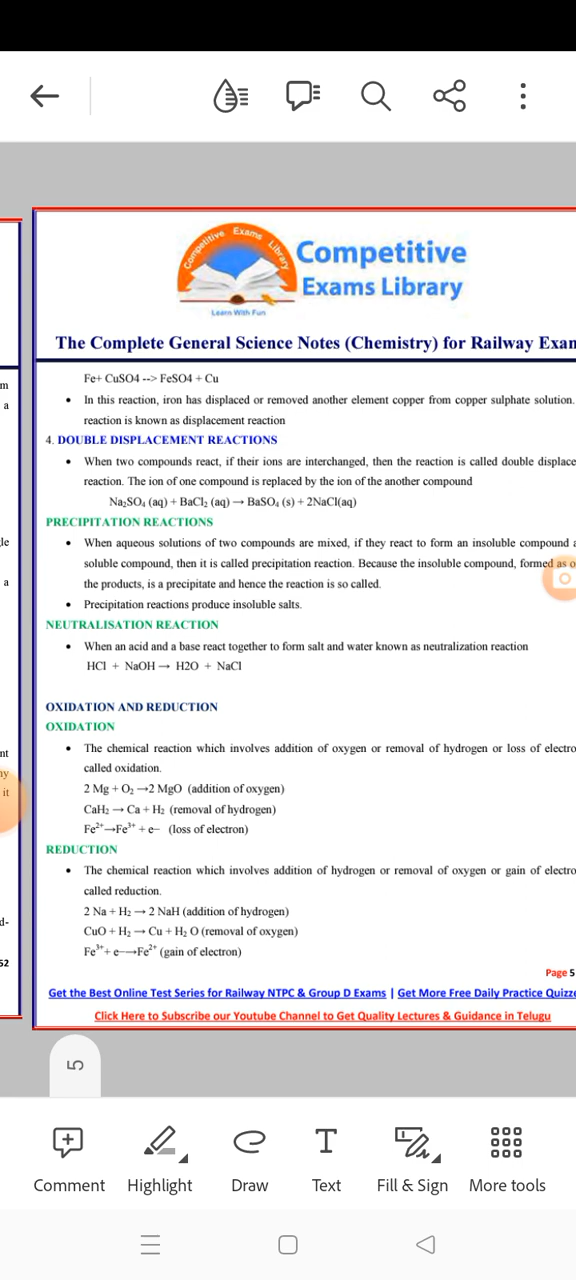 Competitive Exams Library
Learn With Fun
Competitive
Exams Library
The Complete General Science Notes (Chemistry) for Railway Exan
Fe+ CuSO4 --> FeSO4 + Cu
m
• In this reaction, iron has displaced or removed another element copper from copper sulphate solution.
a
reaction is known as displacement reaction
4. DOUBLE DISPLACEMENT REACTIONS
• When two compounds react, if their ions are interchanged, then the reaction is called double displace
reaction. The ion of one compound is replaced by the ion of the another compound
Na₂SO₄ (aq) + BaCl₂ (aq) → BaSO₄ (s) + 2NaCl(aq)
PRECIPITATION REACTIONS
le
• When aqueous solutions of two compounds are mixed, if they react to form an insoluble compound a
soluble compound, then it is called precipitation reaction. Because the insoluble compound, formed as o
a
the products, is a precipitate and hence the reaction is so called.
• Precipitation reactions produce insoluble salts.
NEUTRALISATION REACTION
• When an acid and a base react together to form salt and water known as neutralization reaction
HCl + NaOH → H2O + NaCl
OXIDATION AND REDUCTION
OXIDATION
nt
• The chemical reaction which involves addition of oxygen or removal of hydrogen or loss of electro
ny
called oxidation.
it
2 Mg + O₂ →2 MgO (addition of oxygen)
CaH₂ → Ca + H₂ (removal of hydrogen)
Fe²⁺→Fe³⁺ + e– (loss of electron)
REDUCTION
• The chemical reaction which involves addition of hydrogen or removal of oxygen or gain of electro
called reduction.
2 Na + H₂ → 2 NaH (addition of hydrogen)
d-
CuO + H₂ → Cu + H₂ O (removal of oxygen)
Fe³⁺+ e–→Fe²⁺ (gain of electron)
52
Page 5
Get the Best Online Test Series for Railway NTPC & Group D Exams | Get More Free Daily Practice Quizze
Click Here to Subscribe our Youtube Channel to Get Quality Lectures & Guidance in Telugu
5
Comment Highlight Draw Text Fill & Sign More tools